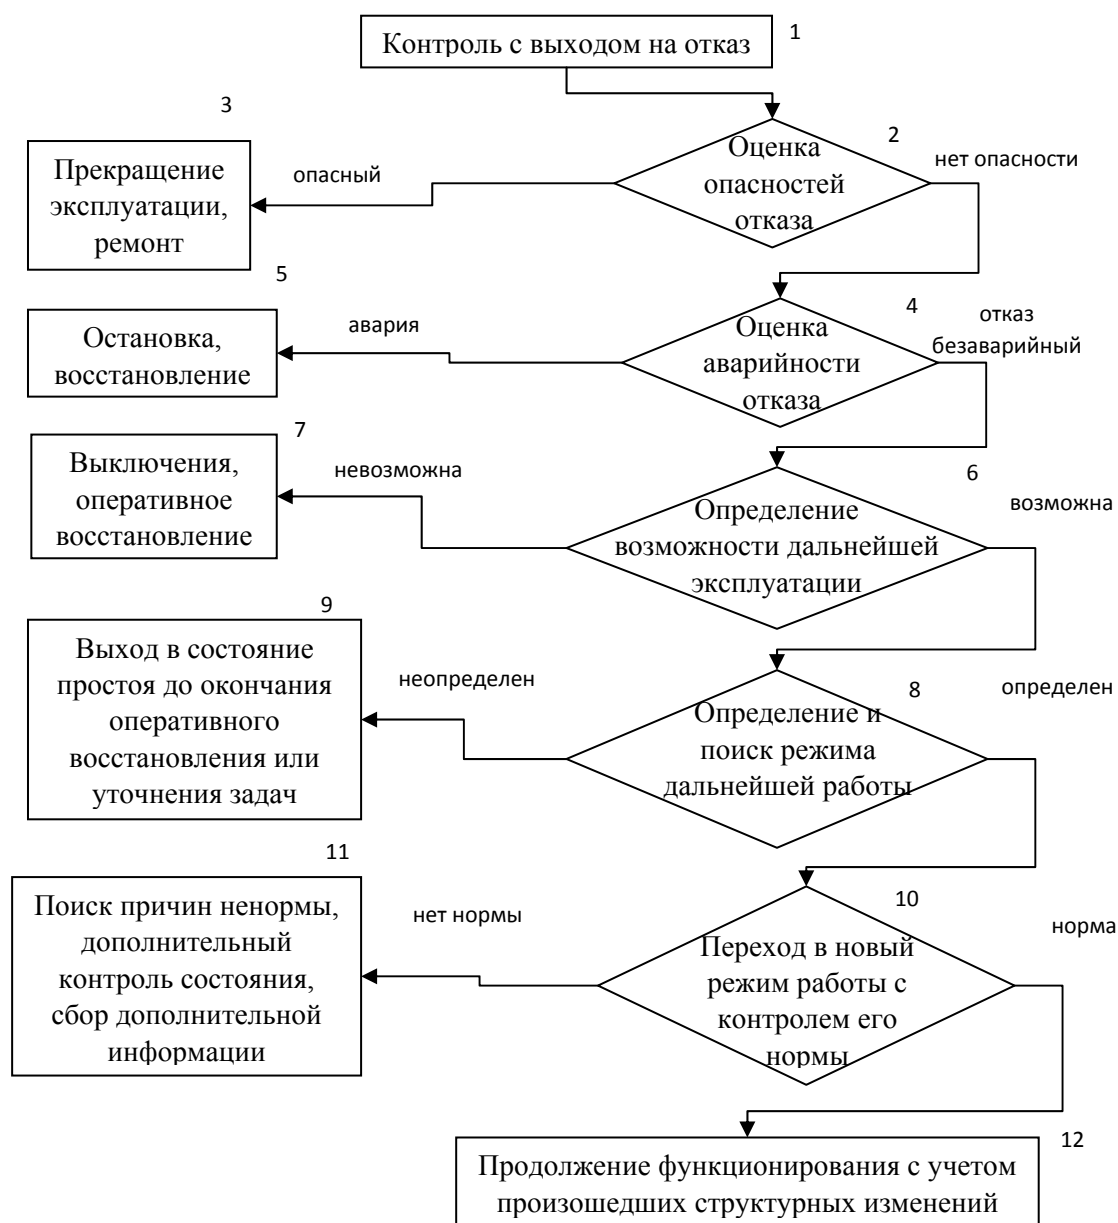 1
Контроль с выходом на отказ
3
2
Оценка
опасностей
отказа
нет опасности
опасный
Прекращение
эксплуатации,
ремонт
5
4
Оценка
аварийности
отказа
отказ
безаварийный
авария
Остановка,
восстановление
7
6
Выключения,
оперативное
восстановление
невозможна
возможна
Определение
возможности дальнейшей
эксплуатации
9
8
Выход в состояние
простоя до окончания
оперативного
восстановления или
уточнения задач
неопределен
определен
Определение и
поиск режима
дальнейшей работы
11
10
Поиск причин ненормы,
дополнительный
контроль состояния,
сбор дополнительной
информации
нет нормы
норма
Переход в новый
режим работы с
контролем его
нормы
12
Продолжение функционирования с учетом
произошедших структурных изменений